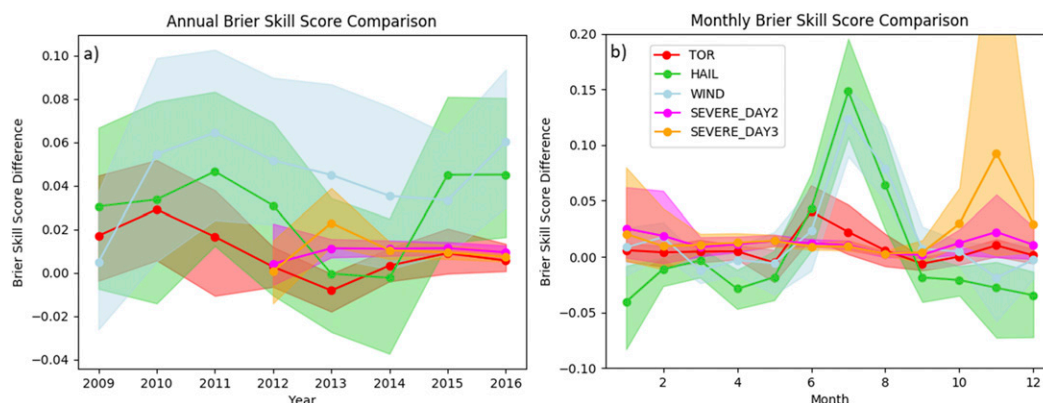 Annual Brier Skill Score Comparison
a)
Brier Skill Score Difference
0.10
0.08
0.06
0.04
0.02
0.00
−0.02
−0.04
2009 2010 2011 2012 2013 2014 2015 2016
Year
Monthly Brier Skill Score Comparison
b)
TOR
HAIL
WIND
SEVERE_DAY2
SEVERE_DAY3
Brier Skill Score Difference
0.20
0.15
0.10
0.05
0.00
−0.05
−0.10
2 4 6 8 10 12
Month